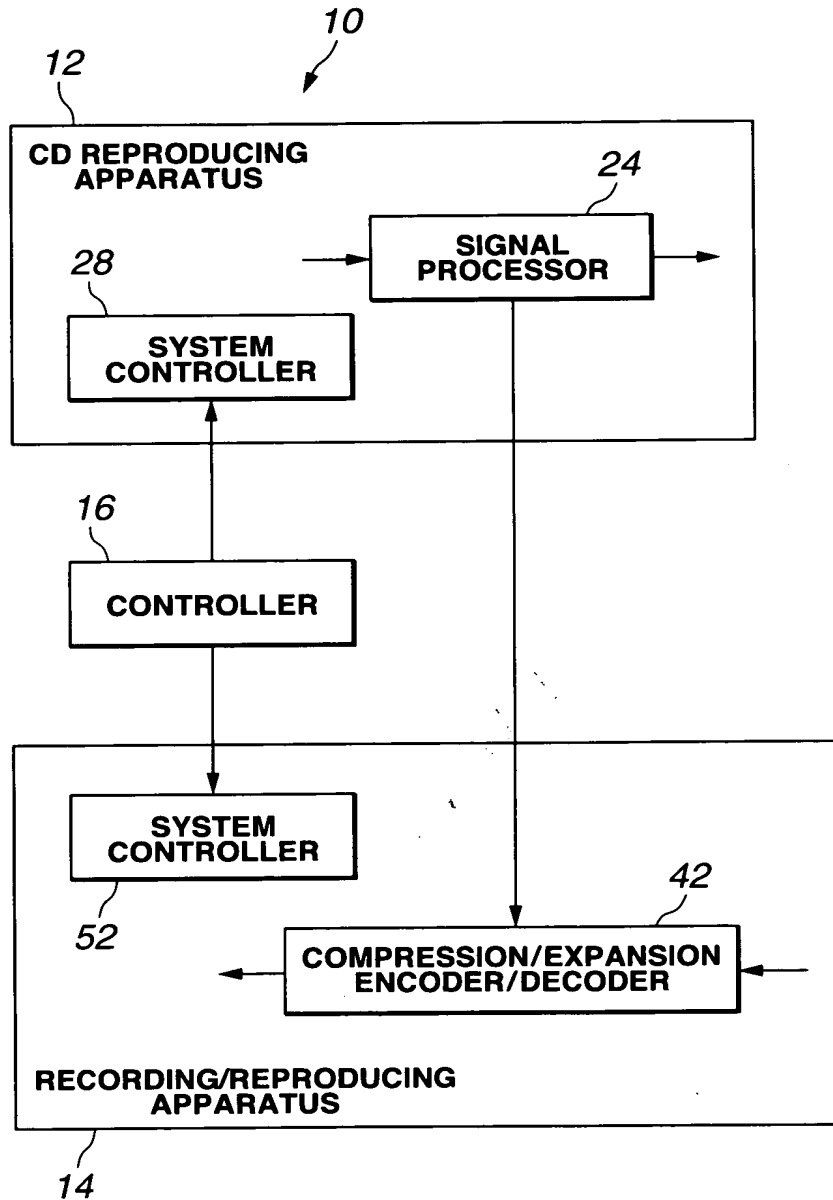 10
12
CD REPRODUCING
APPARATUS
24
SIGNAL
PROCESSOR
28
SYSTEM
CONTROLLER
16
CONTROLLER
SYSTEM
CONTROLLER
52
42
COMPRESSION/EXPANSION
ENCODER/DECODER
RECORDING/REPRODUCING
APPARATUS
14